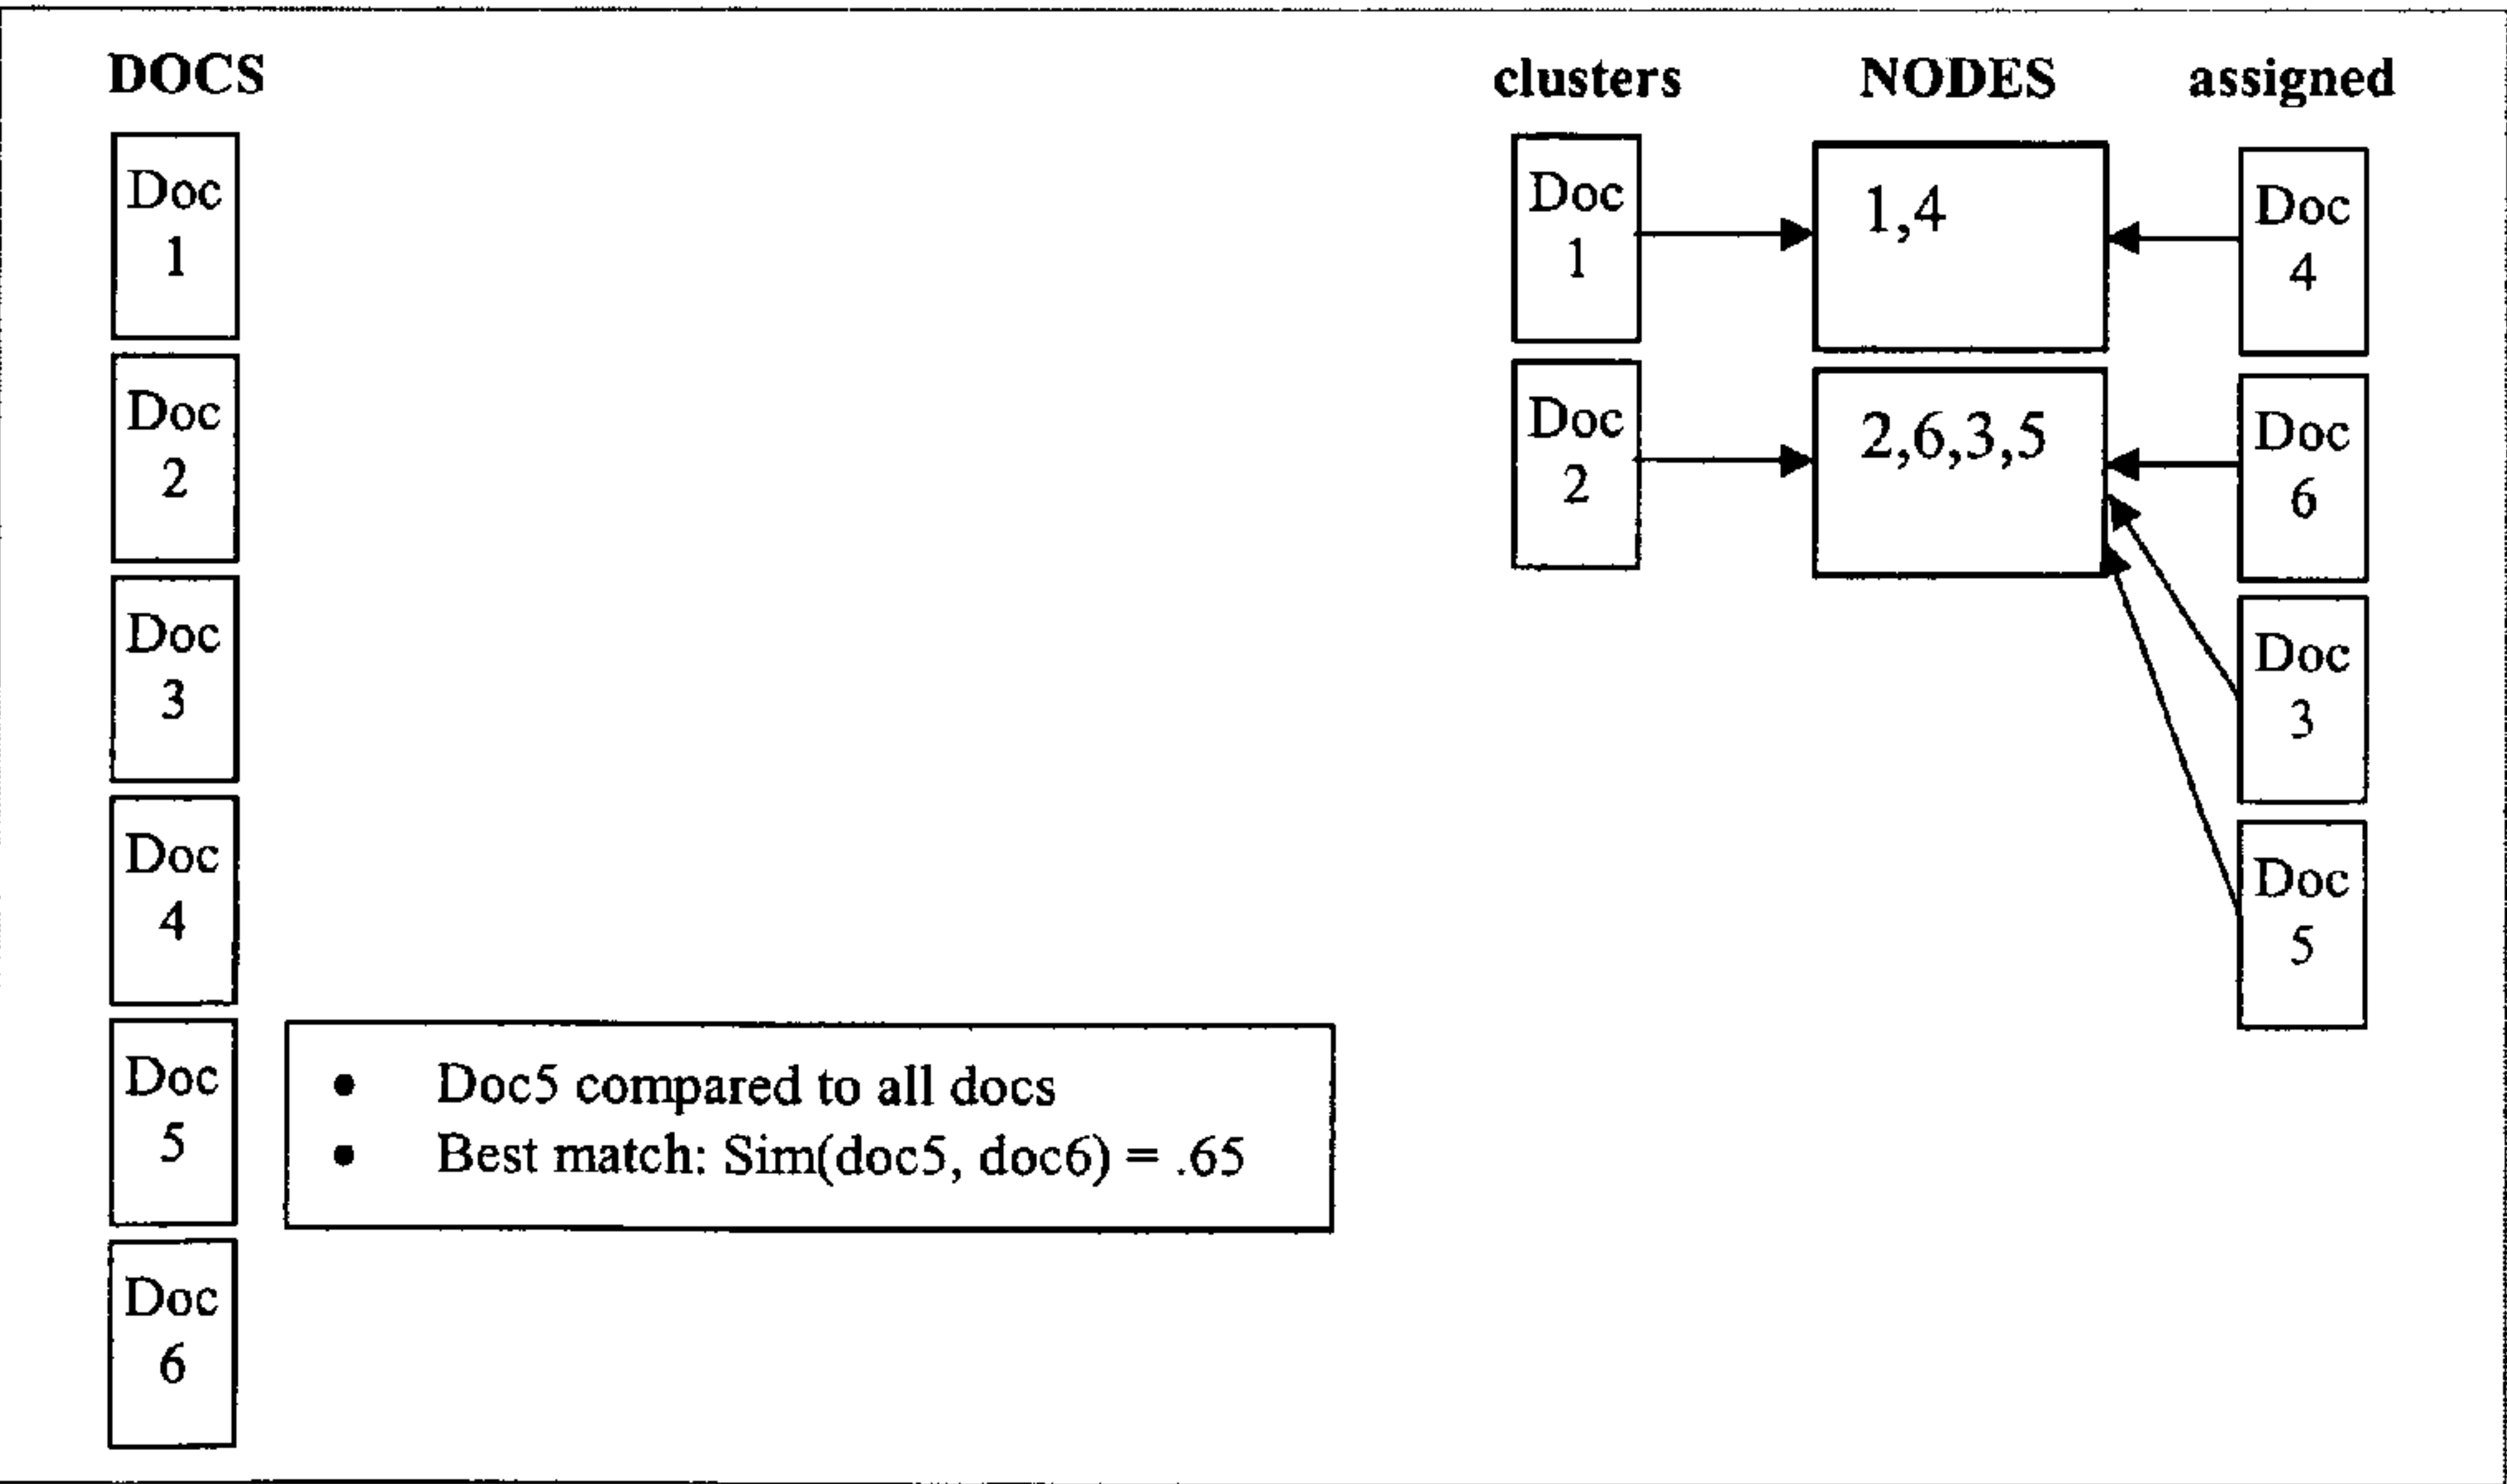 DOCS
Doc
1
Doc
2
Doc
3
Doc
4
Doc
5
Doc
6
• Doc5 compared to all docs
• Best match: Sim(doc5, doc6) = .65
clusters
Doc
1
Doc
2
NODES
1,4
2,6,3,5
assigned
Doc
4
Doc
6
Doc
3
Doc
5